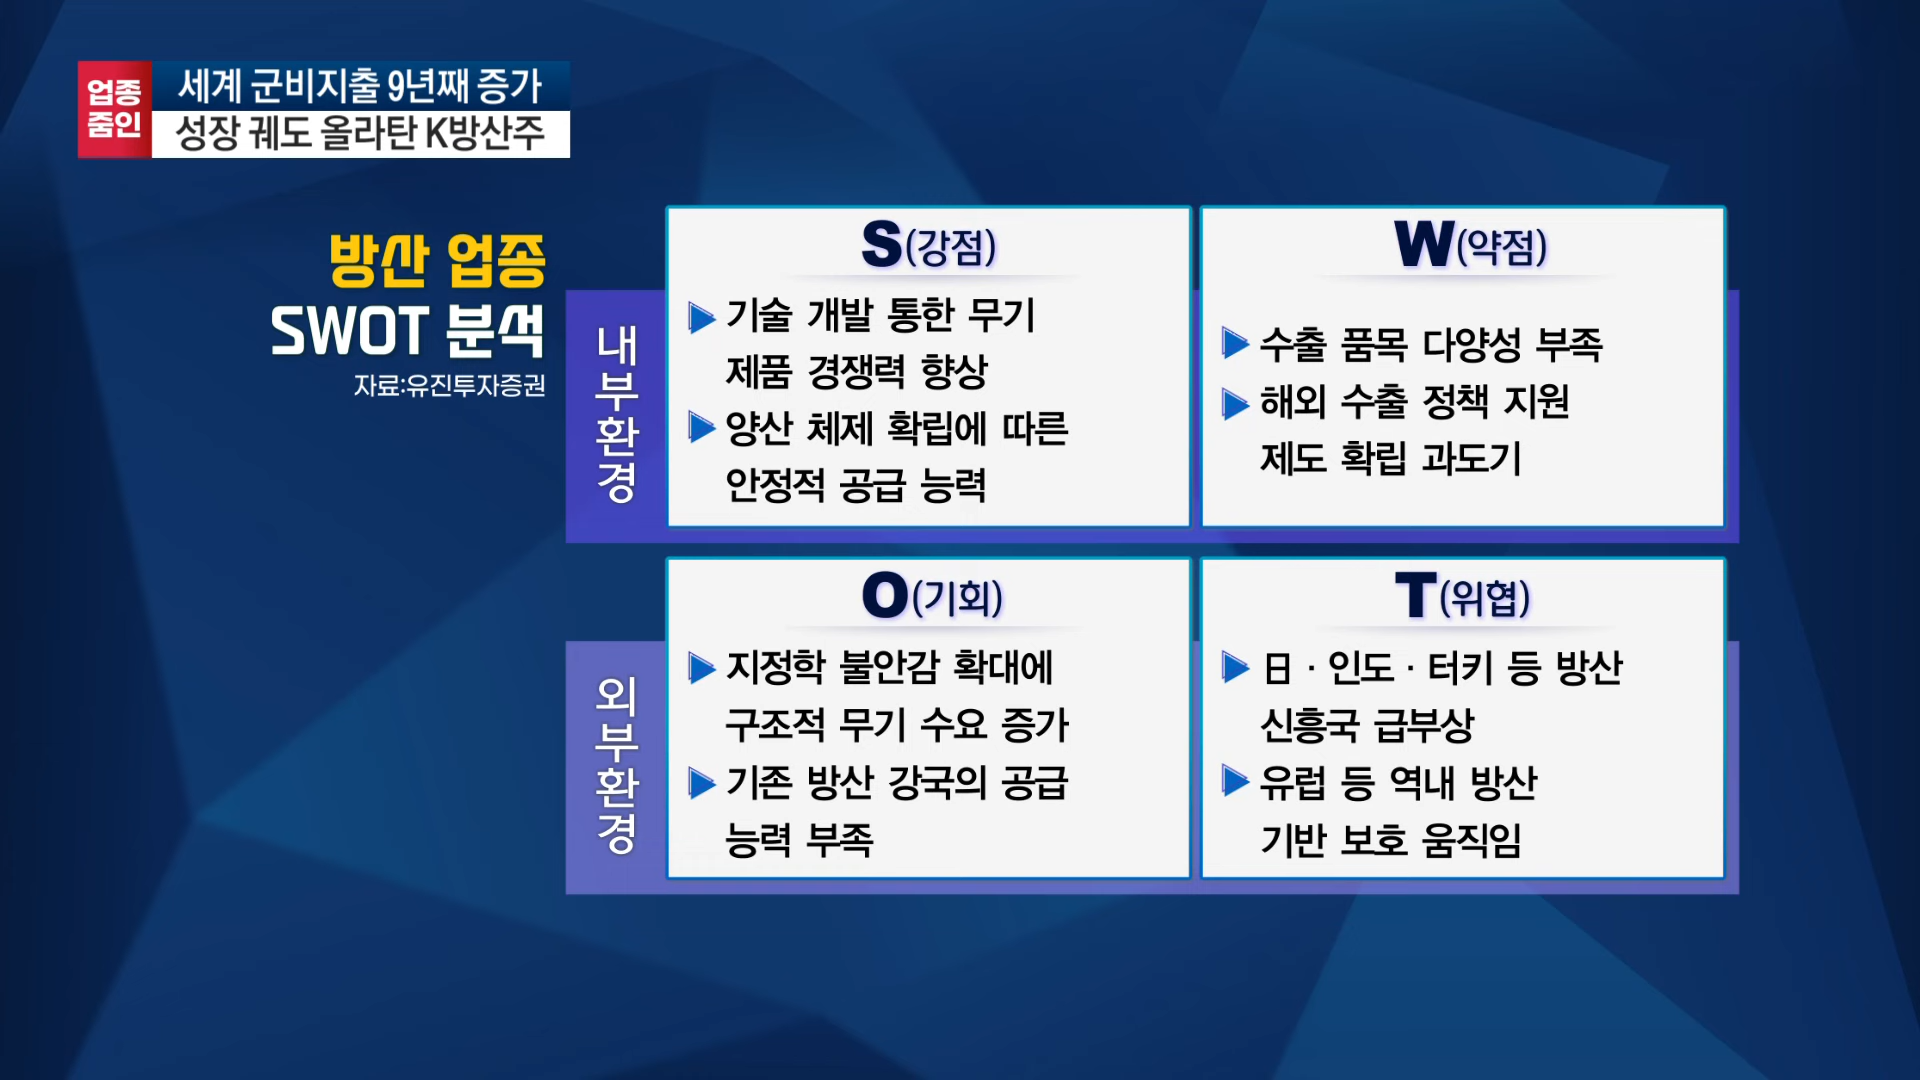 업종
줌인
세계 군비지출 9년째 증가
성장 궤도 올라탄 K방산주
방산 업종
SWOT 분석
자료:유진투자증권
내부환경
S(강점)
▶ 기술 개발 통한 무기
제품 경쟁력 향상
▶ 양산 체제 확립에 따른
안정적 공급 능력
W(약점)
▶ 수출 품목 다양성 부족
▶ 해외 수출 정책 지원
제도 확립 과도기
외부환경
O(기회)
▶ 지정학 불안감 확대에
구조적 무기 수요 증가
▶ 기존 방산 강국의 공급
능력 부족
T(위협)
▶ 日·인도·터키 등 방산
신흥국 급부상
▶ 유럽 등 역내 방산
기반 보호 움직임